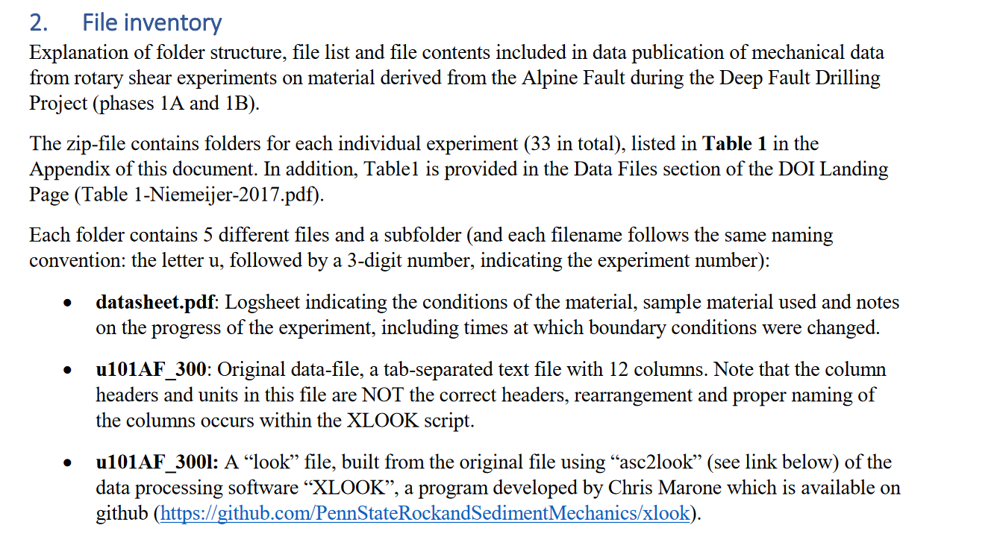 2. File inventory
Explanation of folder structure, file list and file contents included in data publication of mechanical data
from rotary shear experiments on material derived from the Alpine Fault during the Deep Fault Drilling
Project (phases 1A and 1B).
The zip-file contains folders for each individual experiment (33 in total), listed in Table 1 in the
Appendix of this document. In addition, Table1 is provided in the Data Files section of the DOI Landing
Page (Table 1-Niemeijer-2017.pdf).
Each folder contains 5 different files and a subfolder (and each filename follows the same naming
convention: the letter u, followed by a 3-digit number, indicating the experiment number):
• datasheet.pdf: Logsheet indicating the conditions of the material, sample material used and notes
on the progress of the experiment, including times at which boundary conditions were changed.
• u101AF_300: Original data-file, a tab-separated text file with 12 columns. Note that the column
headers and units in this file are NOT the correct headers, rearrangement and proper naming of
the columns occurs within the XLOOK script.
• u101AF_300l: A “look” file, built from the original file using “asc2look” (see link below) of the
data processing software “XLOOK”, a program developed by Chris Marone which is available on
github (https://github.com/PennStateRockandSedimentMechanics/xlook).